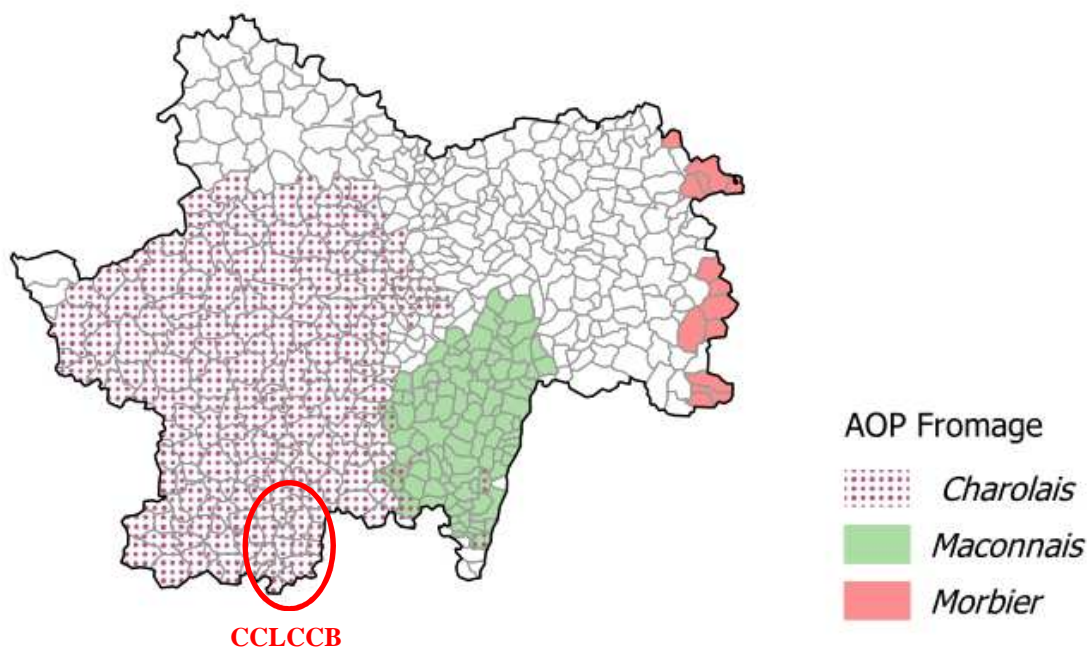 AOP Fromage
Charolais
Maconnais
Morbier
CCLCCB